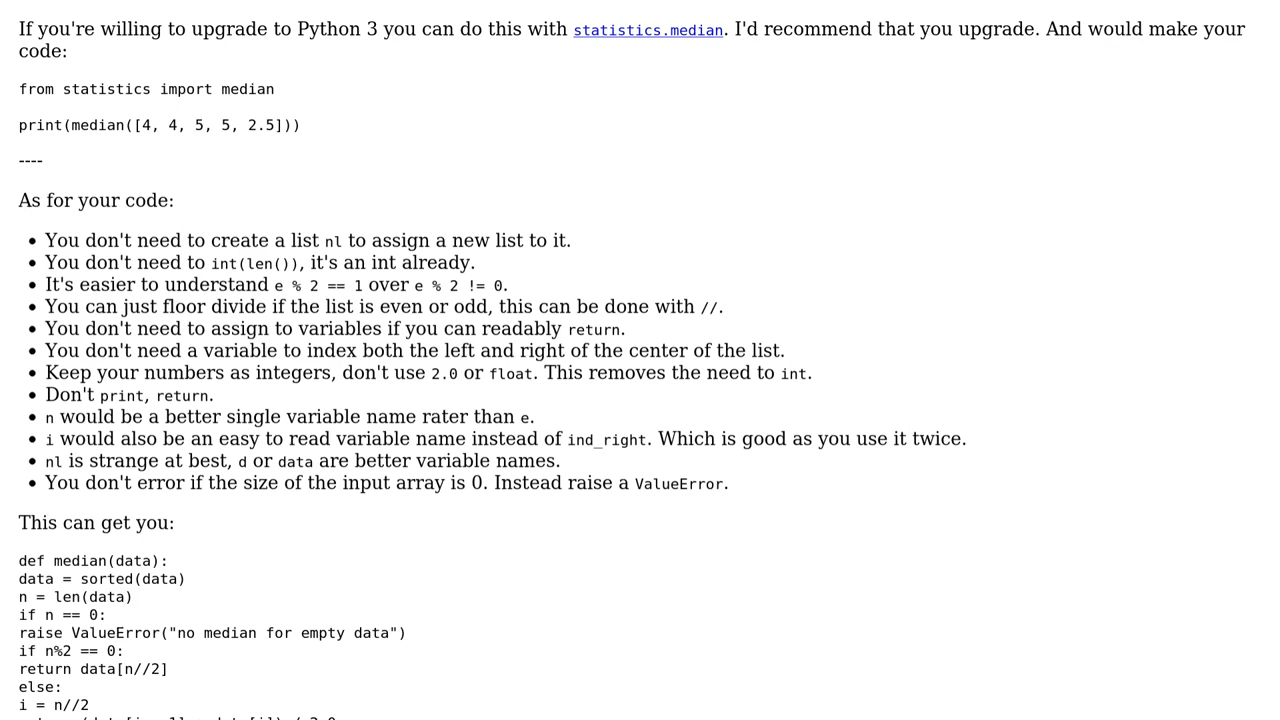 If you're willing to upgrade to Python 3 you can do this with statistics.median. I'd recommend that you upgrade. And would make your
code:
from statistics import median
print(median([4, 4, 5, 5, 2.5]))
----
As for your code:
• You don't need to create a list nl to assign a new list to it.
• You don't need to int(len()), it's an int already.
• It's easier to understand e % 2 == 1 over e % 2 != 0.
• You can just floor divide if the list is even or odd, this can be done with //.
• You don't need to assign to variables if you can readably return.
• You don't need a variable to index both the left and right of the center of the list.
• Keep your numbers as integers, don't use 2.0 or float. This removes the need to int.
• Don't print, return.
• n would be a better single variable name rater than e.
• i would also be an easy to read variable name instead of ind_right. Which is good as you use it twice.
• nl is strange at best, d or data are better variable names.
• You don't error if the size of the input array is 0. Instead raise a ValueError.
This can get you:
def median(data):
data = sorted(data)
n = len(data)
if n == 0:
raise ValueError("no median for empty data")
if n%2 == 0:
return data[n//2]
else:
i = n//2